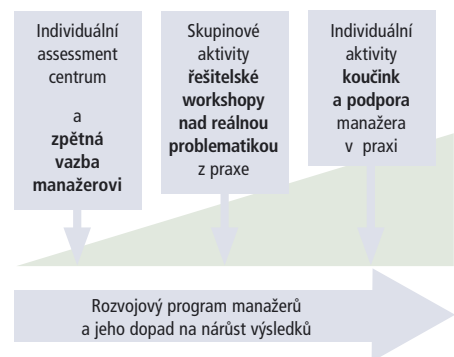 Individuální
assessment
centrum
a
zpětná
vazba
manažerovi
Skupinové
aktivity
řešitelské
workshopy
nad reálnou
problematikou
z praxe
Individuální
aktivity
koučink
a podpora
manažera
v praxi
Rozvojový program manažerů
a jeho dopad na nárůst výsledků